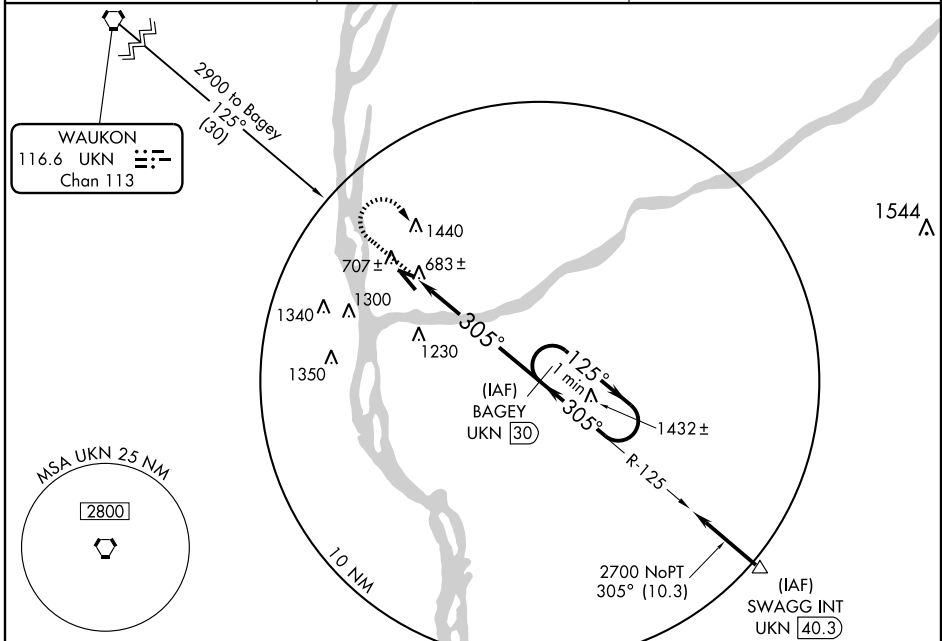 2900 to Bagey
125°
(30)
WAUKON
116.6 UKN
Chan 113
1544
1440
707±
683±
1340
1300
1350
1230
305°
125°
1 min
305°
1432±
(IAF)
BAGEY
UKN 30
R-125
MSA UKN 25 NM
2800
10 NM
2700 NoPT
305° (10.3)
(IAF)
SWAGG INT
UKN 40.3